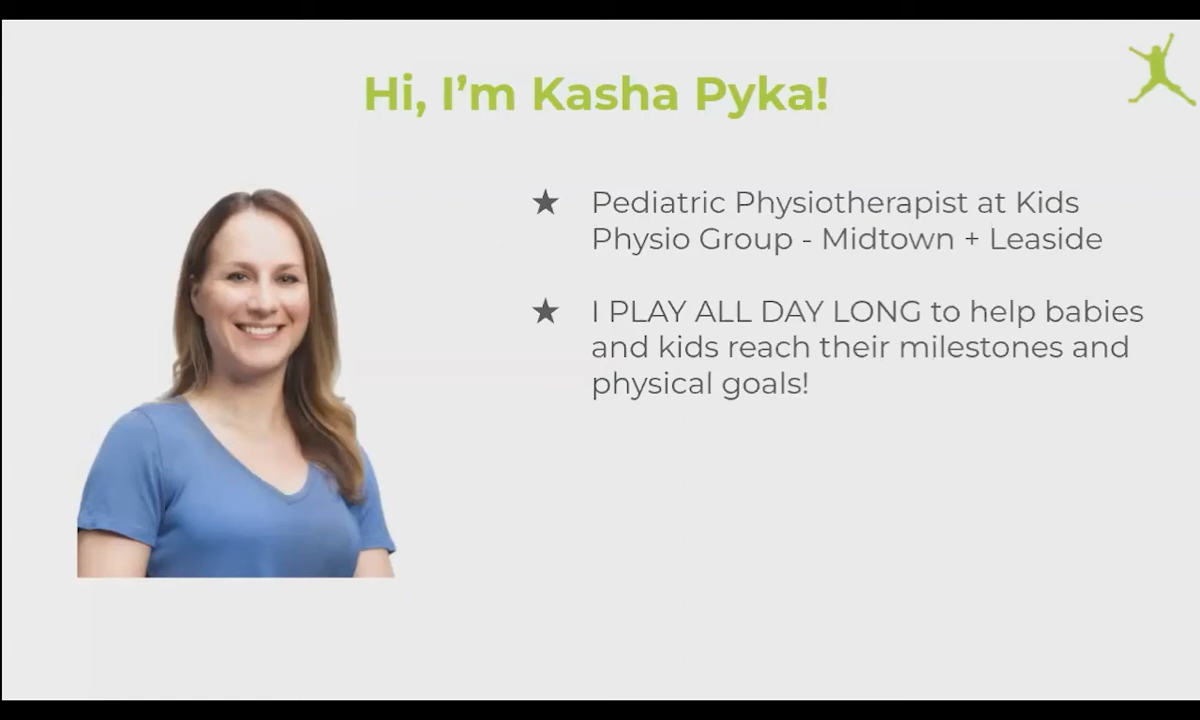 Hi, I’m Kasha Pyka!
★ Pediatric Physiotherapist at Kids
Physio Group - Midtown + Leaside
★ I PLAY ALL DAY LONG to help babies
and kids reach their milestones and
physical goals!